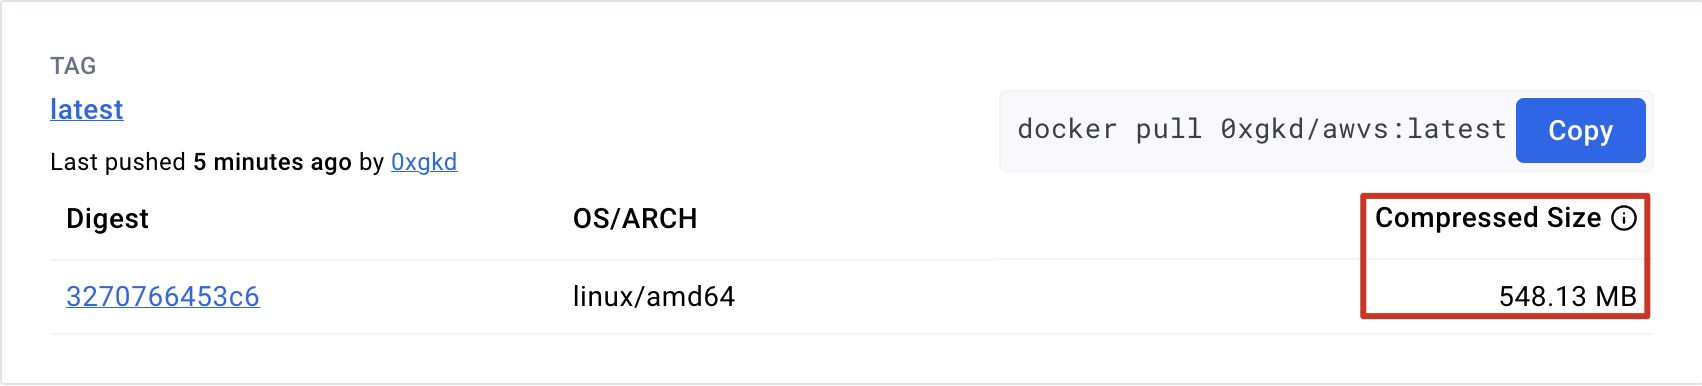 TAG
latest
docker pull 0xgkd/awvs:latest Copy
Last pushed 5 minutes ago by 0xgkd
Digest OS/ARCH Compressed Size
3270766453c6 linux/amd64 548.13 MB